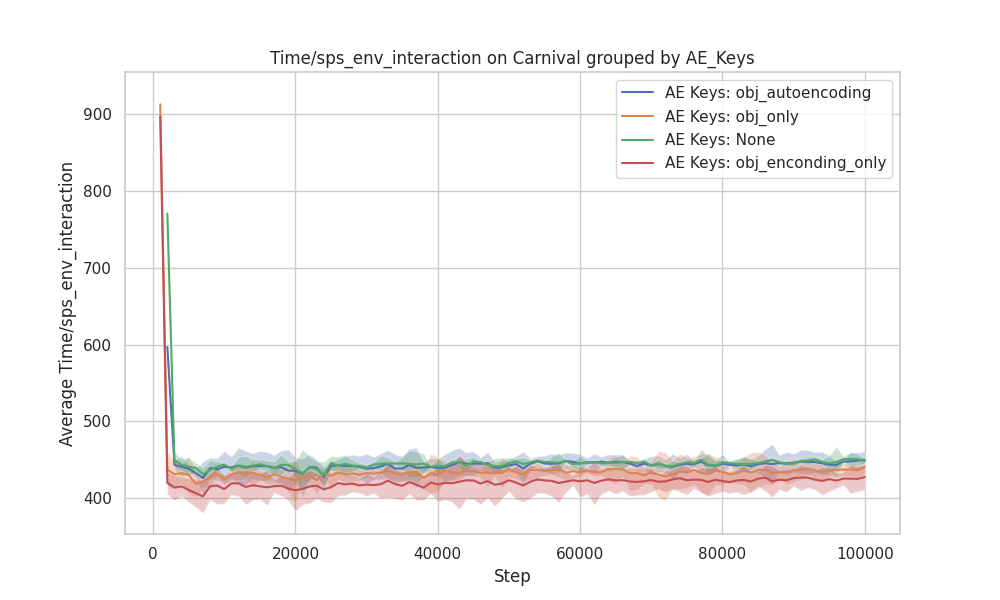 Time/sps_env_interaction on Carnival grouped by AE_Keys
AE Keys: obj_autoencoding
AE Keys: obj_only
AE Keys: None
AE Keys: obj_enconding_only
Average Time/sps_env_interaction
900
800
700
600
500
400
0
20000
40000
60000
80000
100000
Step